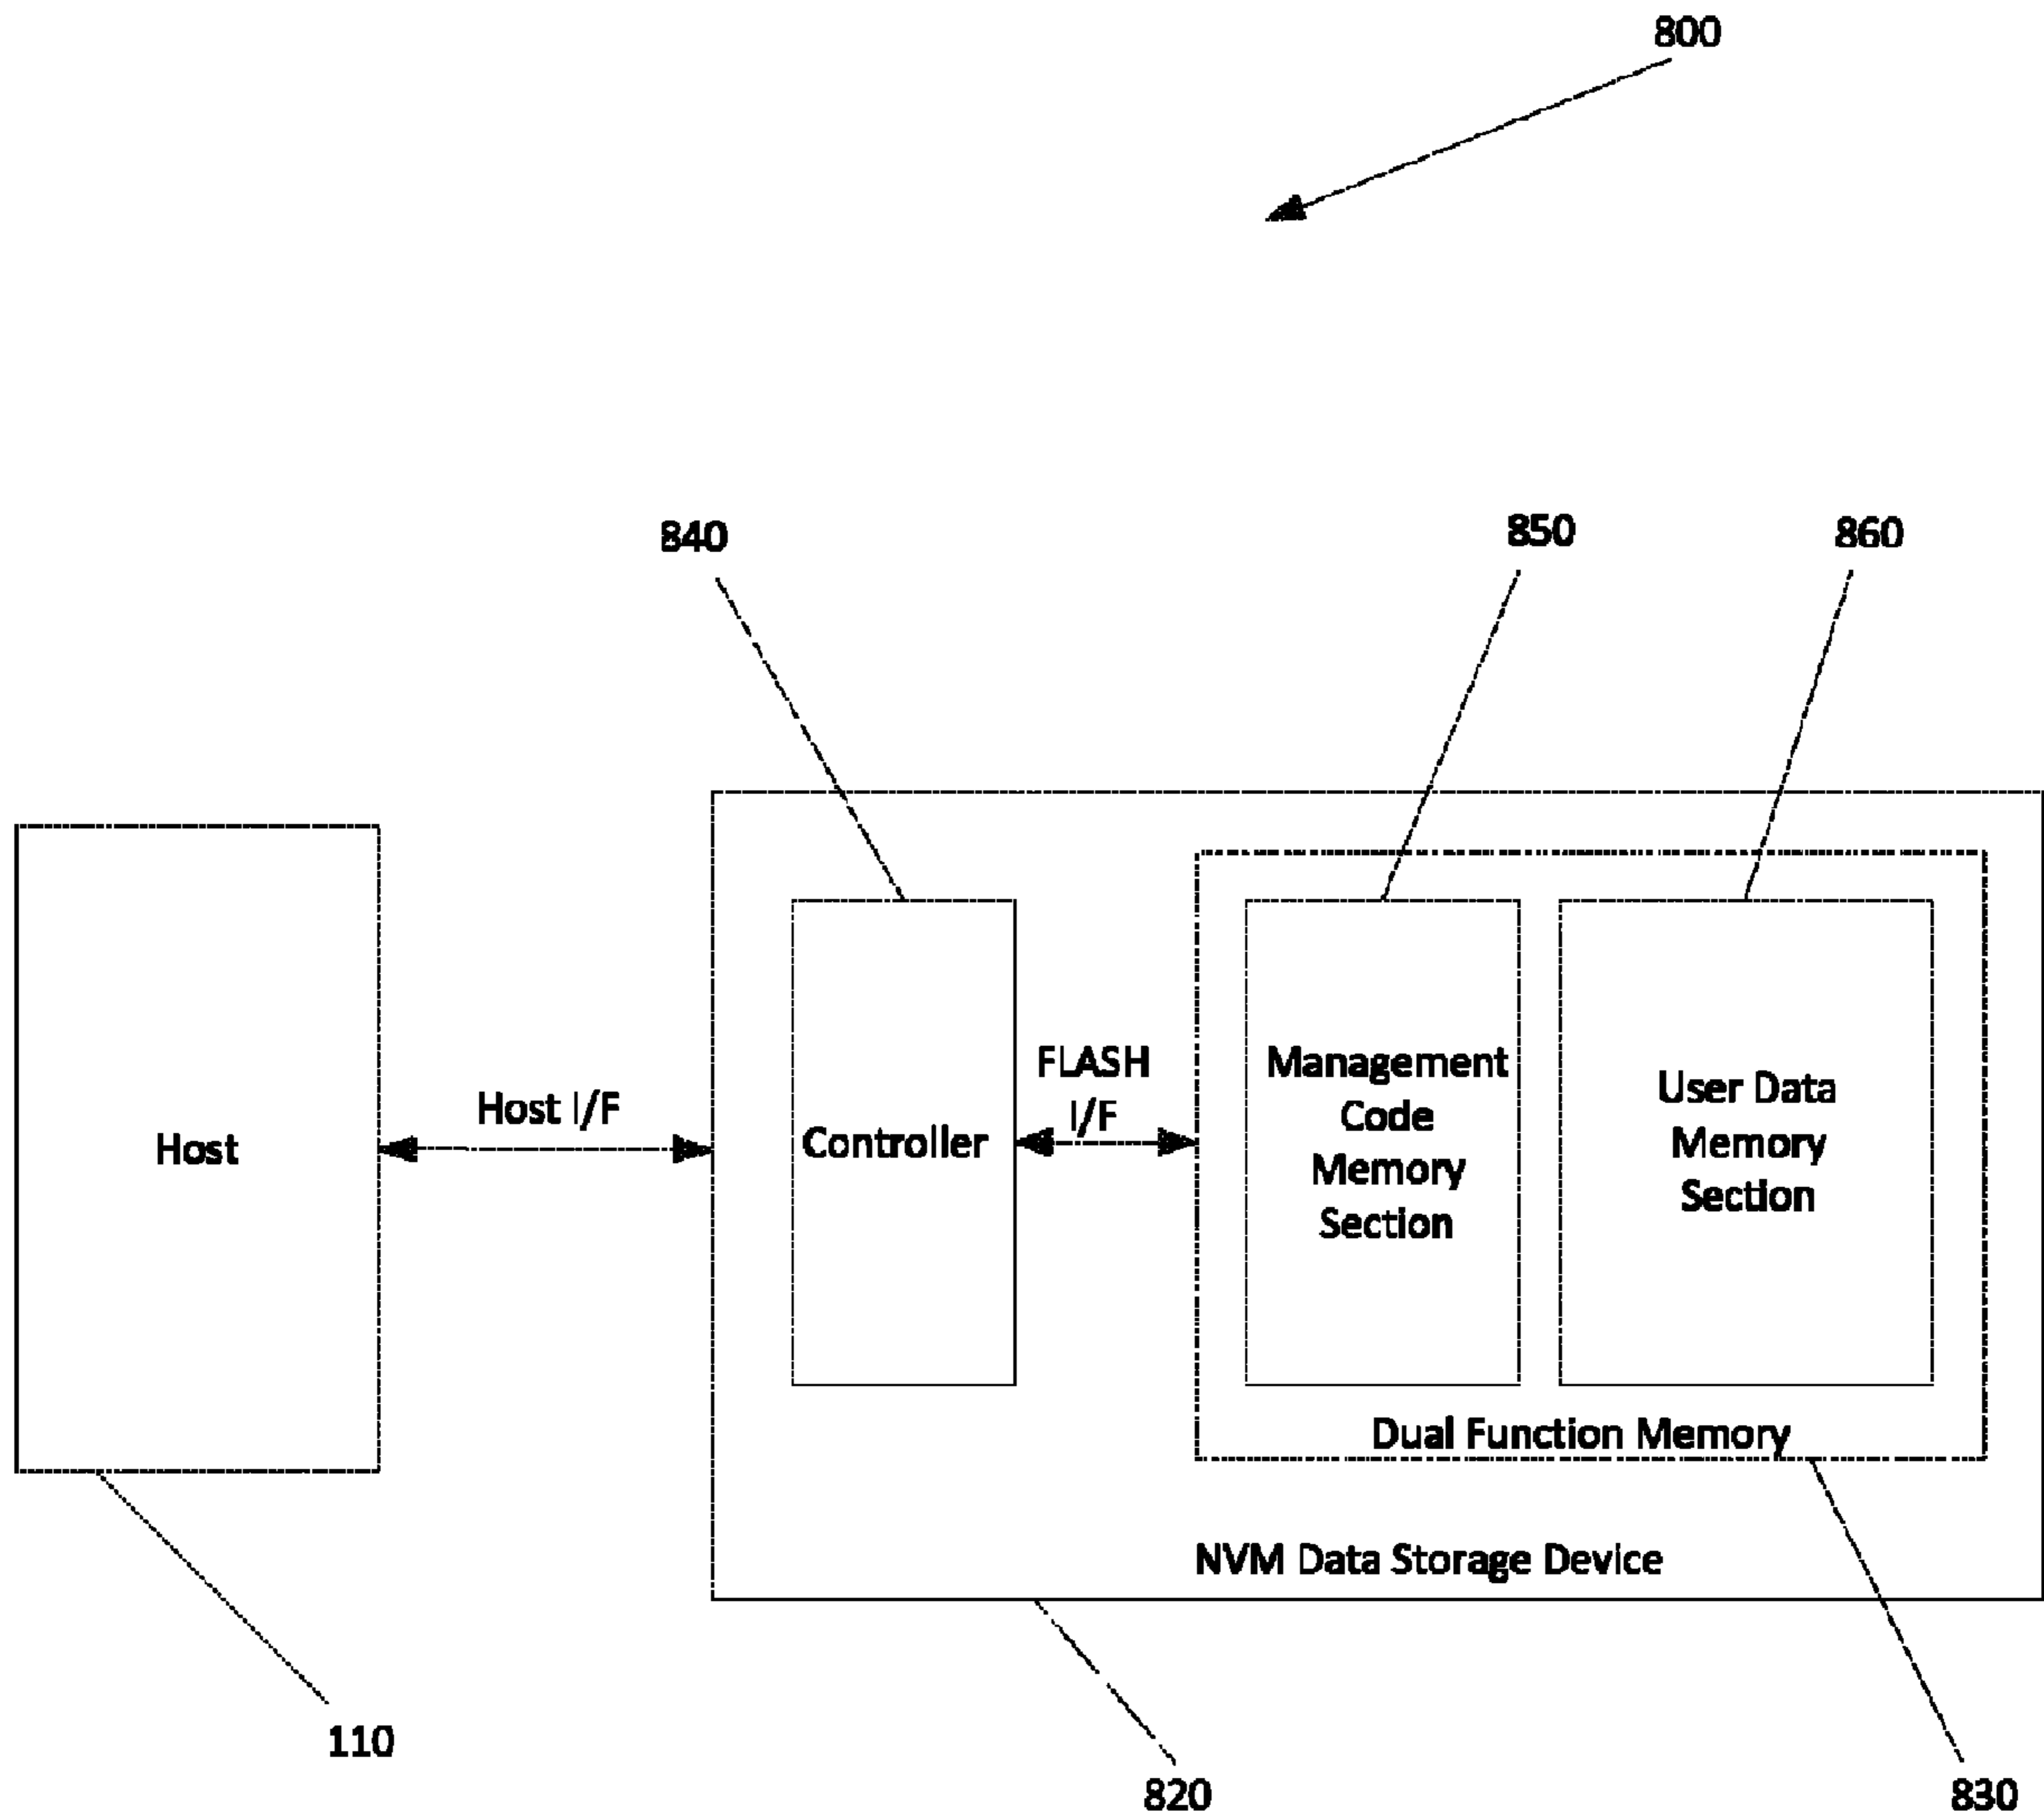 800
840
850
860
Host
Host I/F
Controller
FLASH
I/F
Management
Code
Memory
Section
User Data
Memory
Section
Dual Function Memory
NVM Data Storage Device
110
820
830